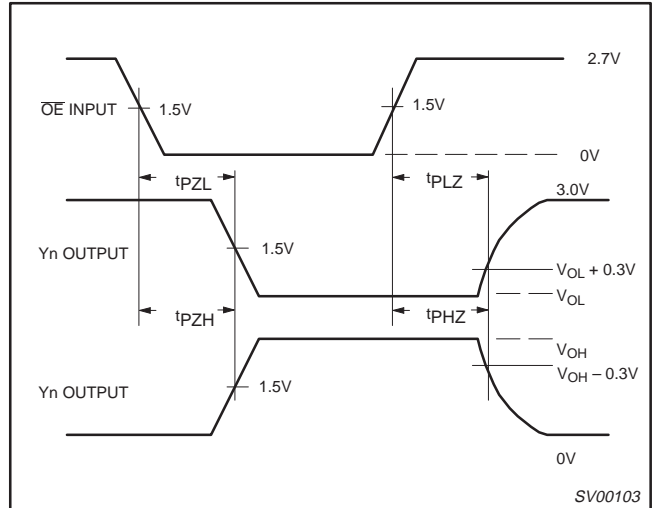 2.7V
OE INPUT
1.5V
1.5V
0V
tPZL
tPLZ
3.0V
Yn OUTPUT
1.5V
VOL + 0.3V
VOL
tPZH
tPHZ
VOH
VOH – 0.3V
Yn OUTPUT
1.5V
0V
SV00103